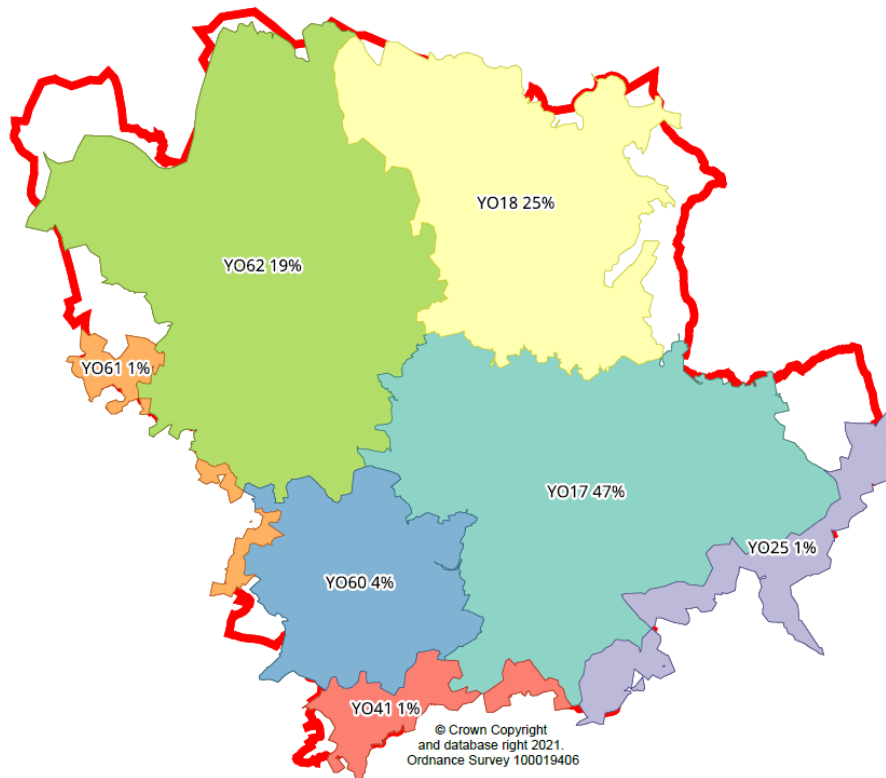 YO18 25%
YO62 19%
YO61 1%
YO17 47%
YO25 1%
YO60 4%
YO41 1%
© Crown Copyright
and database right 2021.
Ordnance Survey 100019406